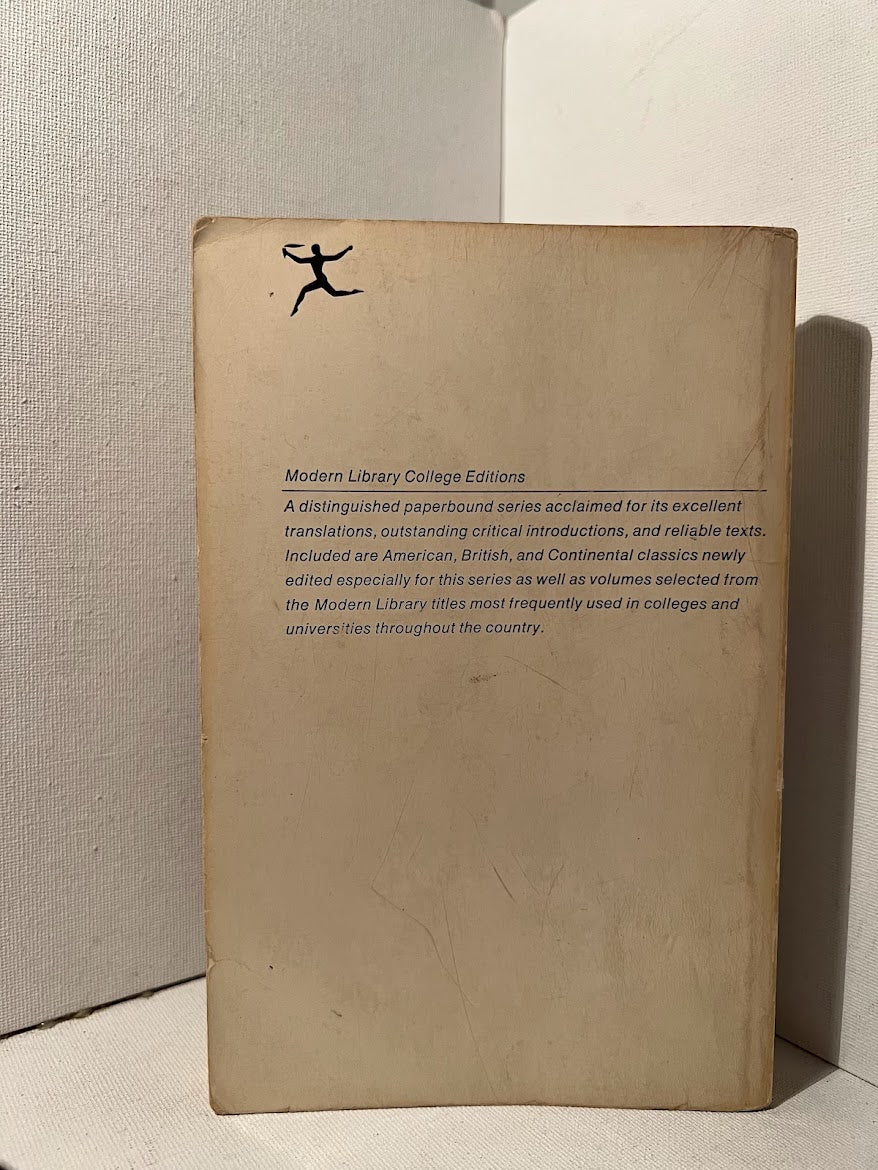 Modern Library College Editions
A distinguished paperbound series acclaimed for its excellent
translations, outstanding critical introductions, and reliable texts.
Included are American, British, and Continental classics newly
edited especially for this series as well as volumes selected from
the Modern Library titles most frequently used in colleges and
universities throughout the country.